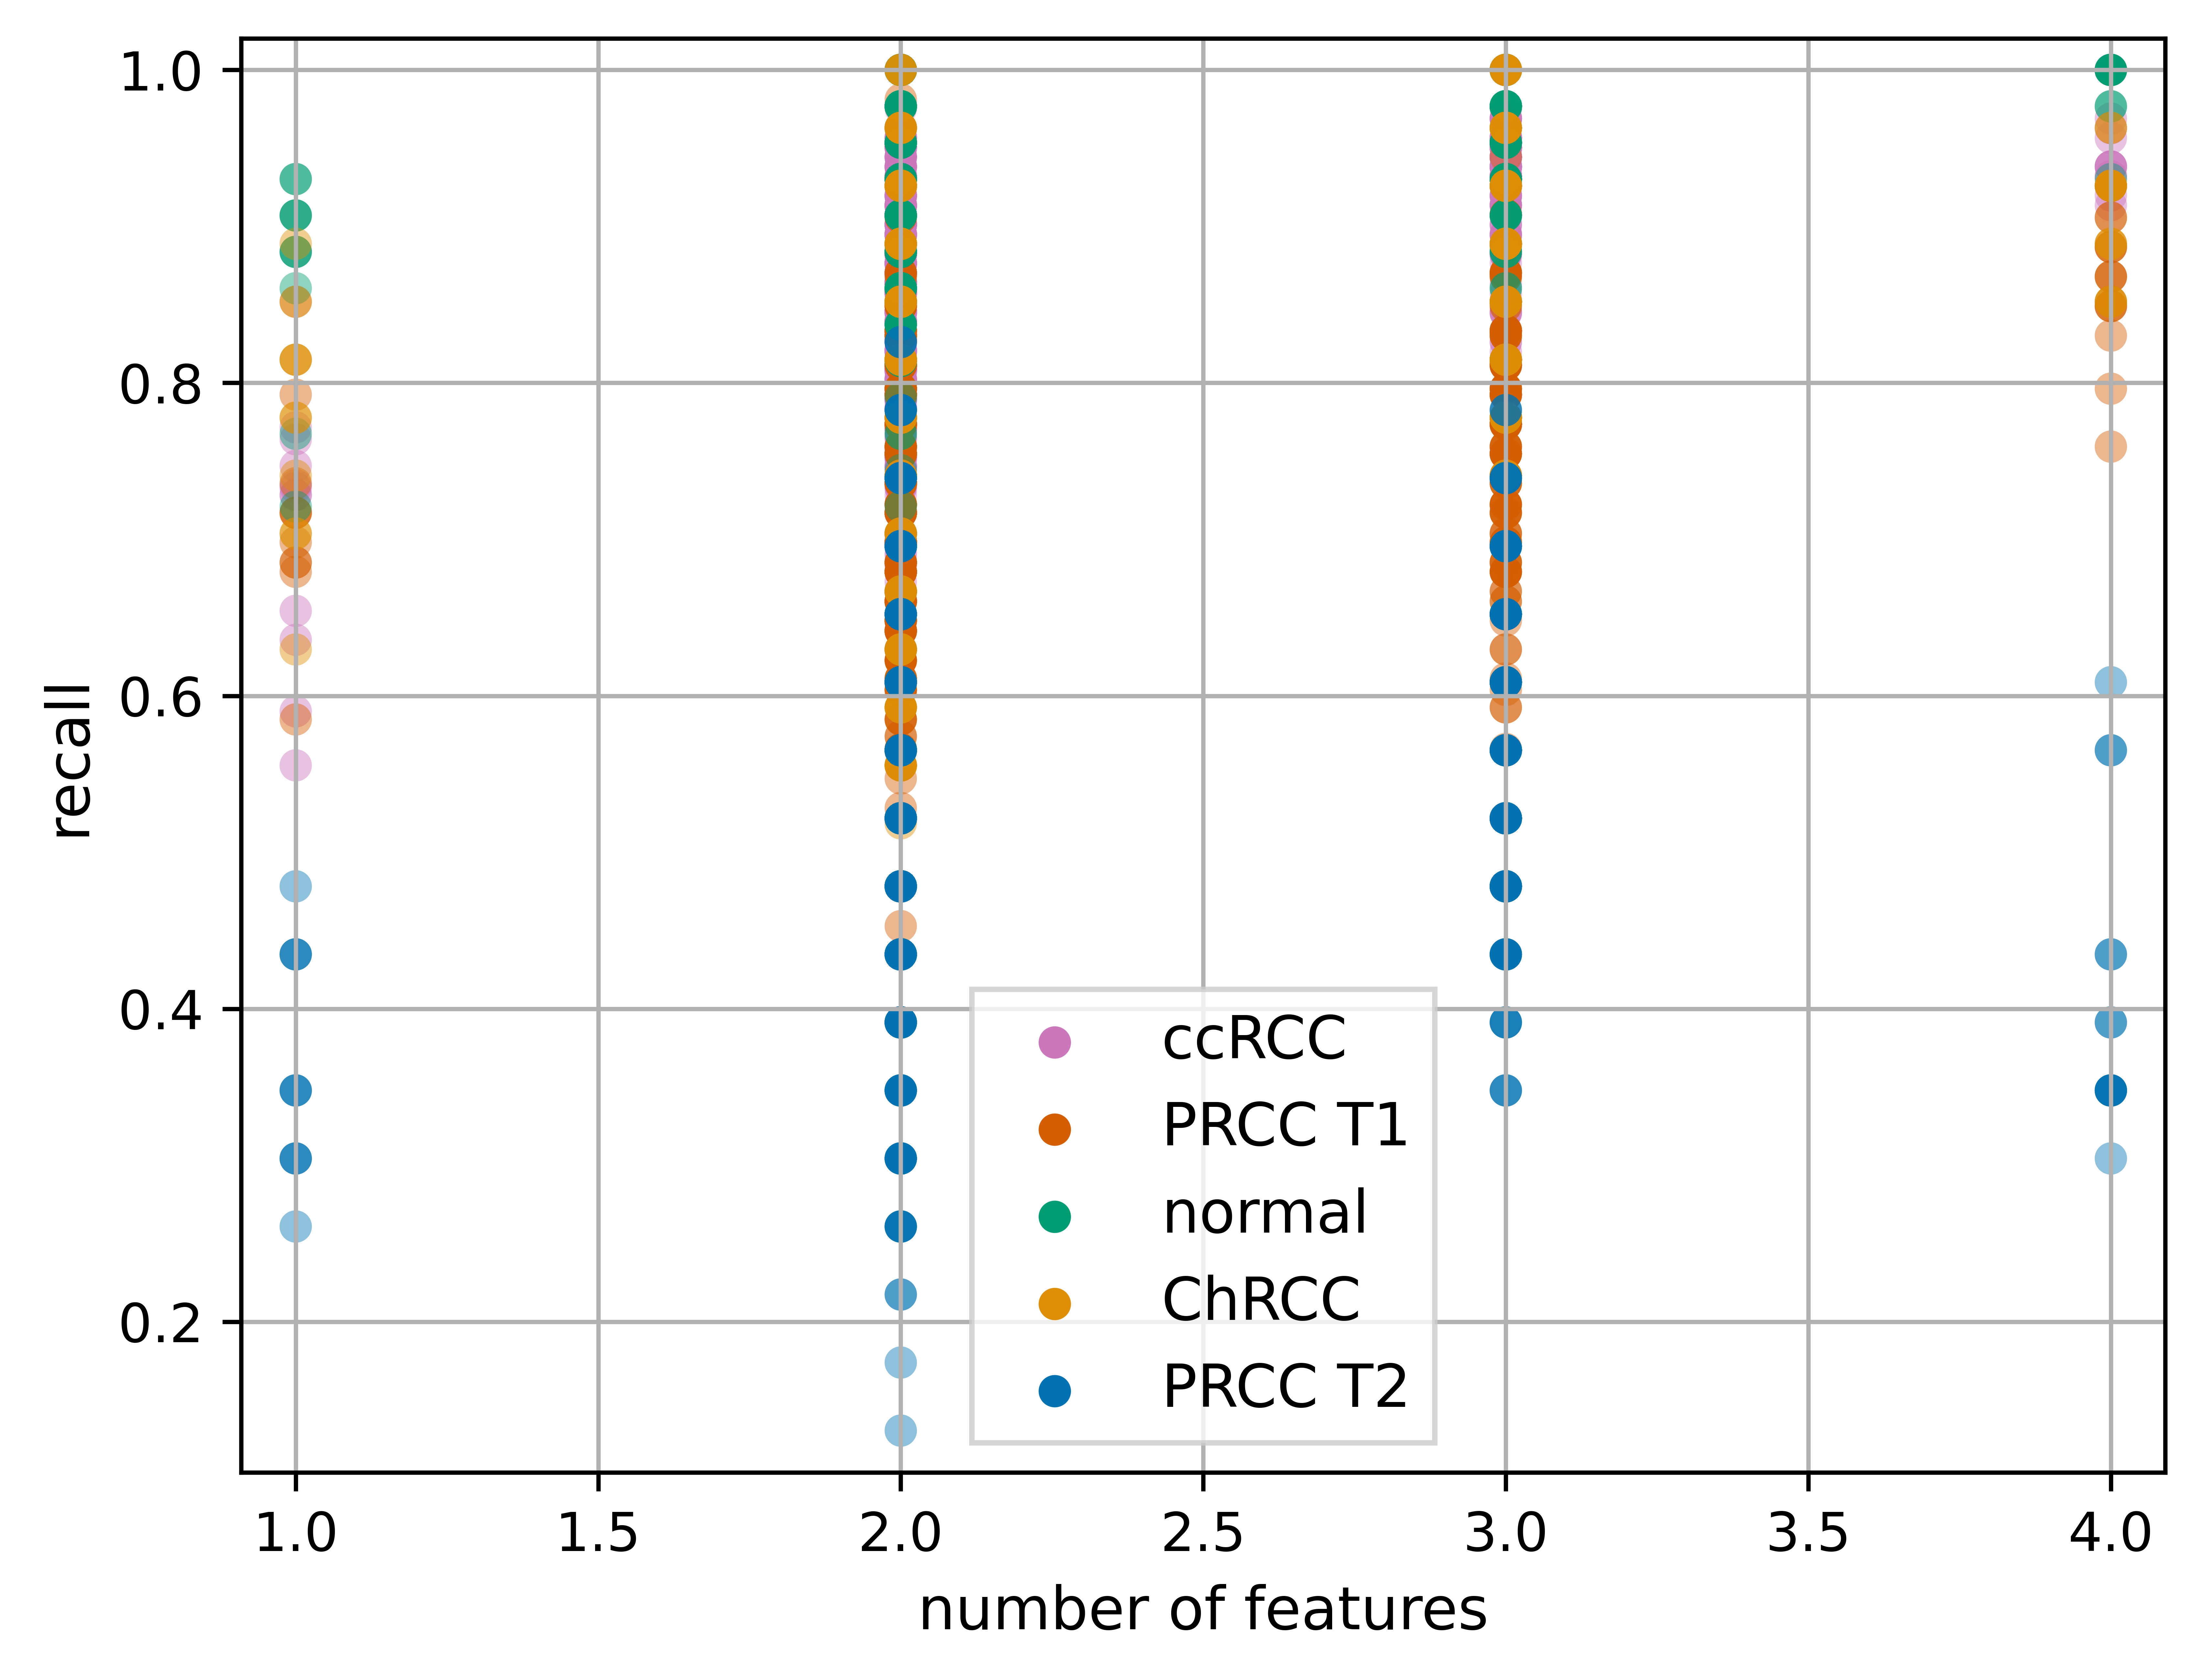 1.0
0.8
0.6
0.4
0.2
recall
ccRCC
PRCC T1
normal
ChRCC
PRCC T2
1.0 1.5 2.0 2.5 3.0 3.5 4.0
number of features